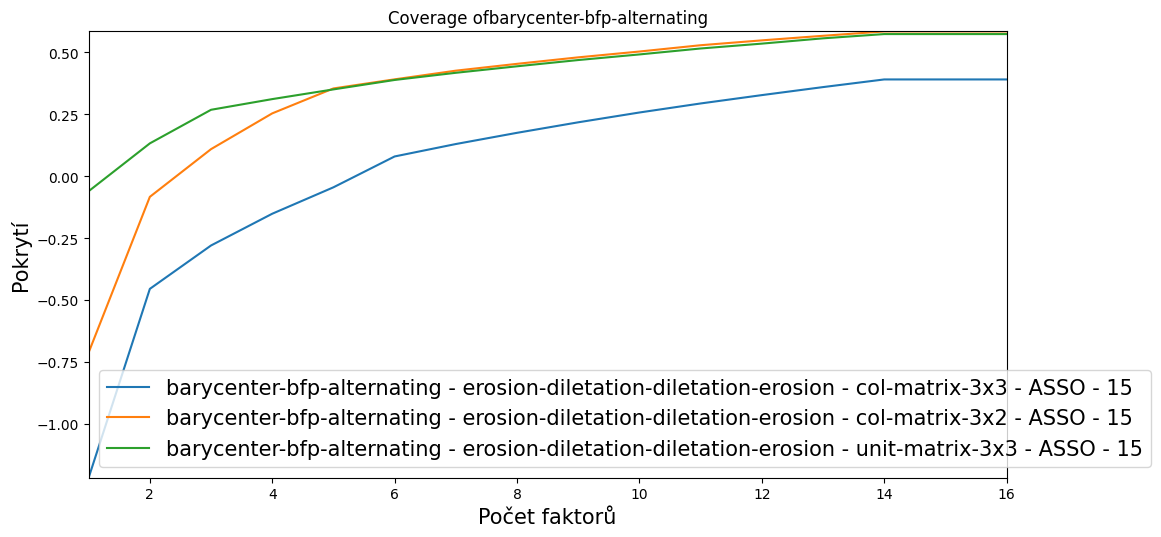 Coverage ofbarycenter-bfp-alternating
0.50
0.25
0.00
−0.25
−0.50
−0.75
−1.00
Pokrytí
barycenter-bfp-alternating - erosion-diletation-diletation-erosion - col-matrix-3x3 - ASSO - 15
barycenter-bfp-alternating - erosion-diletation-diletation-erosion - col-matrix-3x2 - ASSO - 15
barycenter-bfp-alternating - erosion-diletation-diletation-erosion - unit-matrix-3x3 - ASSO - 15
2 4 6 8 10 12 14 16
Počet faktorů